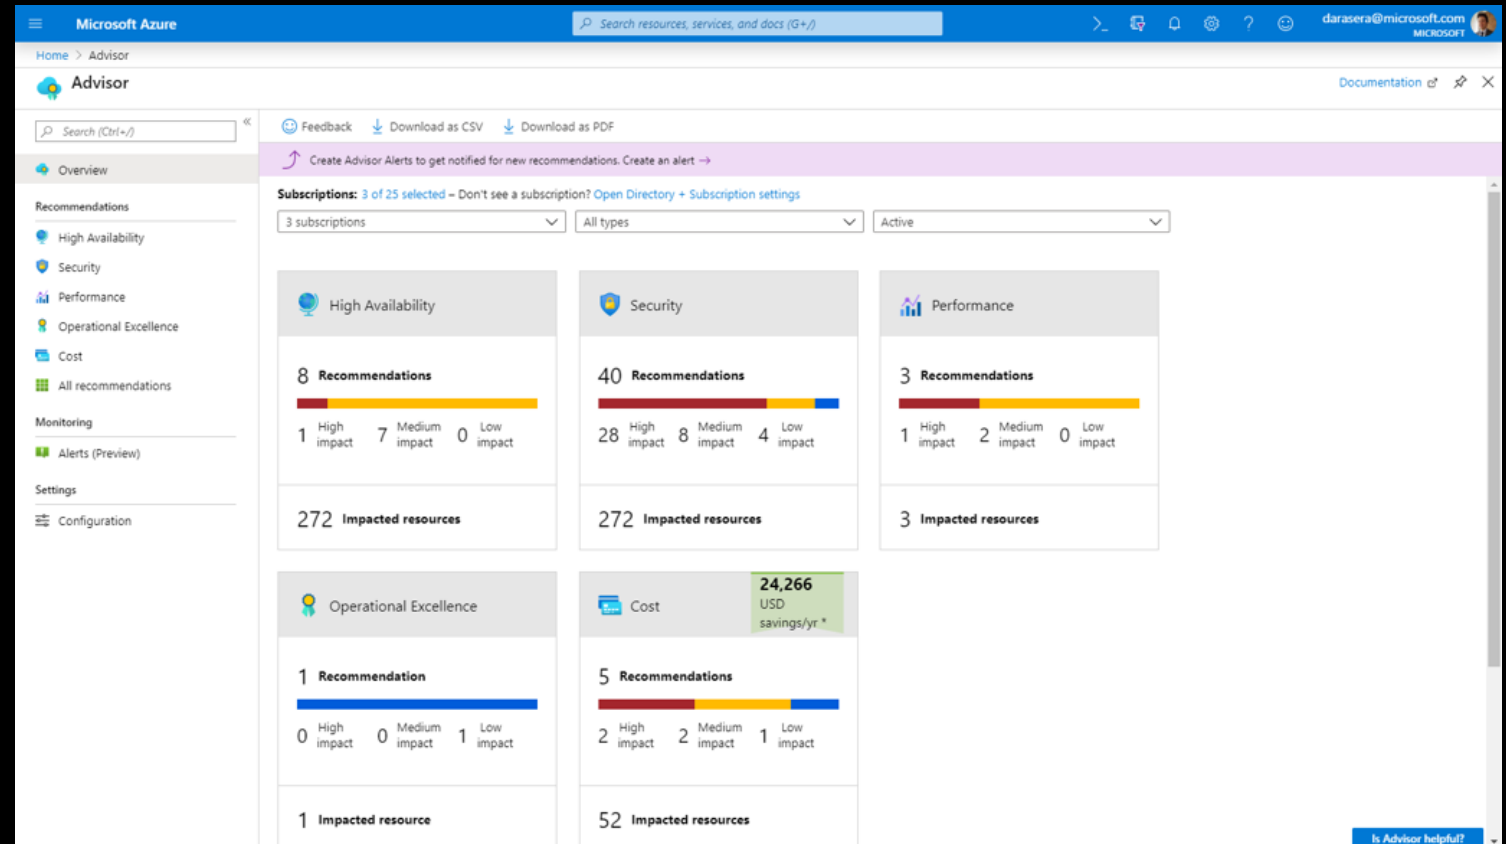 Microsoft Azure
Search resources, services, and docs (G+/)
darasera@microsoft.com
MICROSOFT
Home > Advisor
Advisor
Documentation
Search (Ctrl+/)
Feedback
Download as CSV
Download as PDF
Create Advisor Alerts to get notified for new recommendations. Create an alert →
Overview
Recommendations
High Availability
Security
Performance
Operational Excellence
Cost
All recommendations
Monitoring
Alerts (Preview)
Settings
Configuration
Subscriptions: 3 of 25 selected – Don't see a subscription? Open Directory + Subscription settings
3 subscriptions
All types
Active
High Availability
8 Recommendations
1 High impact 7 Medium impact 0 Low impact
272 Impacted resources
Security
40 Recommendations
28 High impact 8 Medium impact 4 Low impact
272 Impacted resources
Performance
3 Recommendations
1 High impact 2 Medium impact 0 Low impact
3 Impacted resources
Operational Excellence
1 Recommendation
0 High impact 0 Medium impact 1 Low impact
1 Impacted resource
Cost
24,266
USD
savings/yr *
5 Recommendations
2 High impact 2 Medium impact 1 Low impact
52 Impacted resources
Is Advisor helpful?